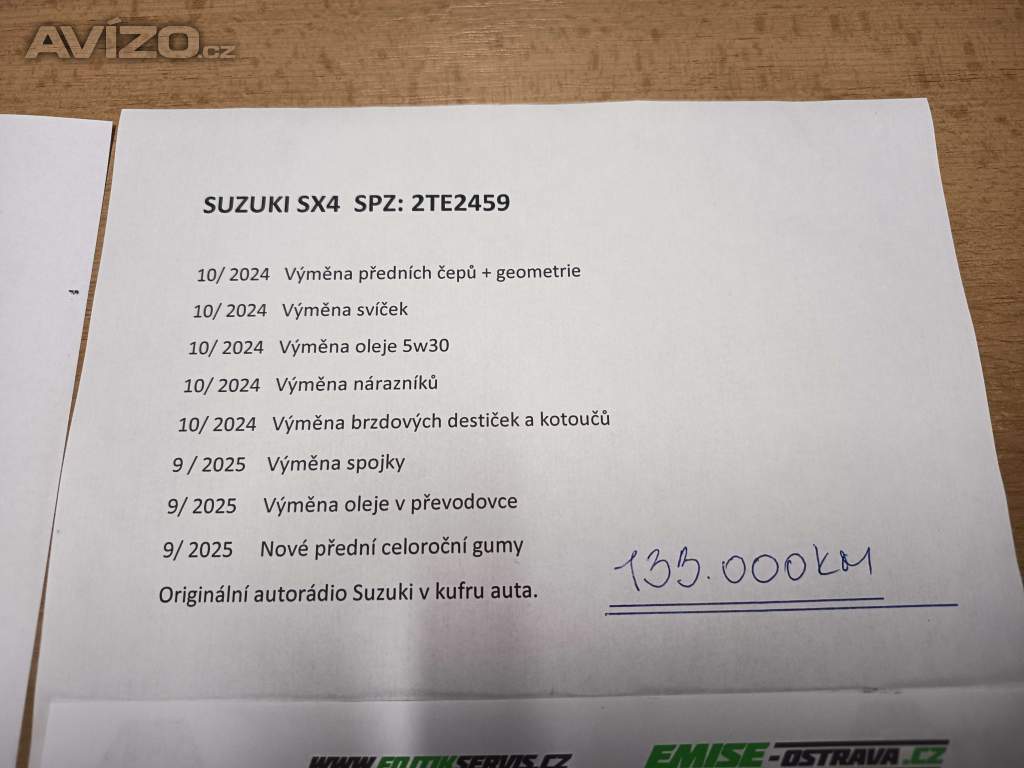 AVÍZO.cz
SUZUKI SX4 SPZ: 2TE2459
10/ 2024 Výměna předních čepů + geometrie
10/ 2024 Výměna svíček
10/ 2024 Výměna oleje 5w30
10/ 2024 Výměna nárazníků
10/ 2024 Výměna brzdových destiček a kotoučů
9 / 2025 Výměna spojky
9/ 2025 Výměna oleje v převodovce
9/ 2025 Nové přední celoroční gumy
Originální autorádio Suzuki v kufru auta.
133.000KM
EMISE-OSTRAVA.CZ